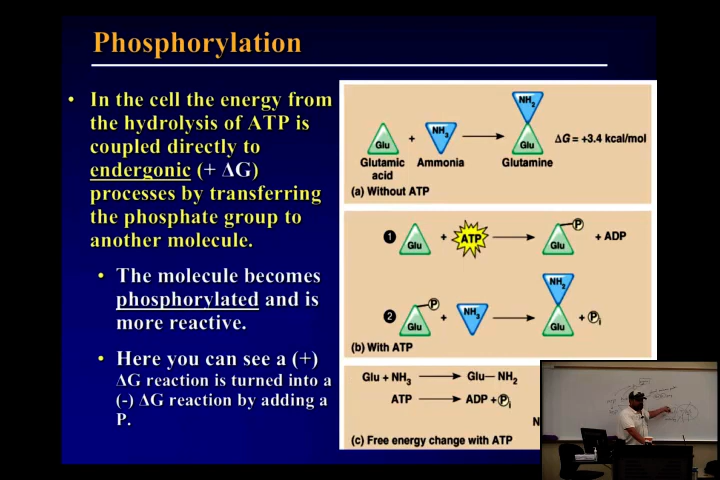 Phosphorylation
• In the cell the energy from
the hydrolysis of ATP is
coupled directly to
endergonic (+ ΔG)
processes by transferring
the phosphate group to
another molecule.
• The molecule becomes
phosphorylated and is
more reactive.
• Here you can see a (+)
ΔG reaction is turned into a
(-) ΔG reaction by adding a
P.
Glu + NH3 → NH2 Glu ΔG = +3.4 kcal/mol
Glutamic acid Ammonia Glutamine
(a) Without ATP
1 Glu + ATP → Glu P + ADP
2 Glu P + NH3 → NH2 Glu + Pi
(b) With ATP
Glu + NH3 → Glu— NH2
ATP → ADP + Pi
N
(c) Free energy change with ATP